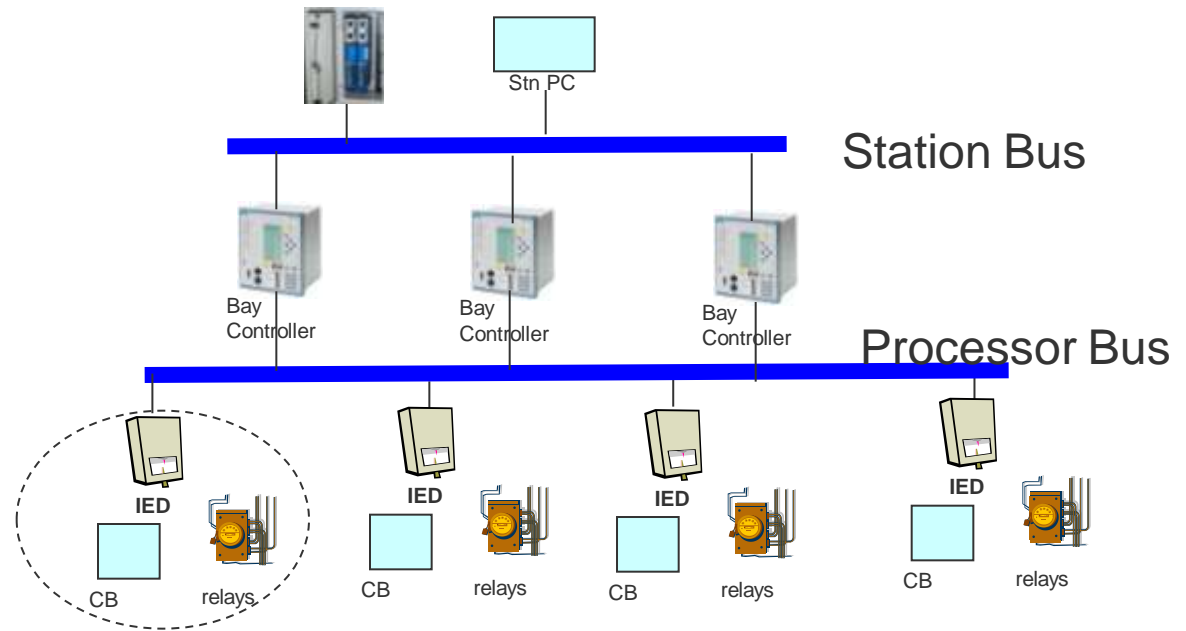 Stn PC
Station Bus
Bay
Controller
Bay
Controller
Bay
Controller
Processor Bus
IED
IED
IED
IED
CB
relays
CB
relays
CB
relays
CB
relays